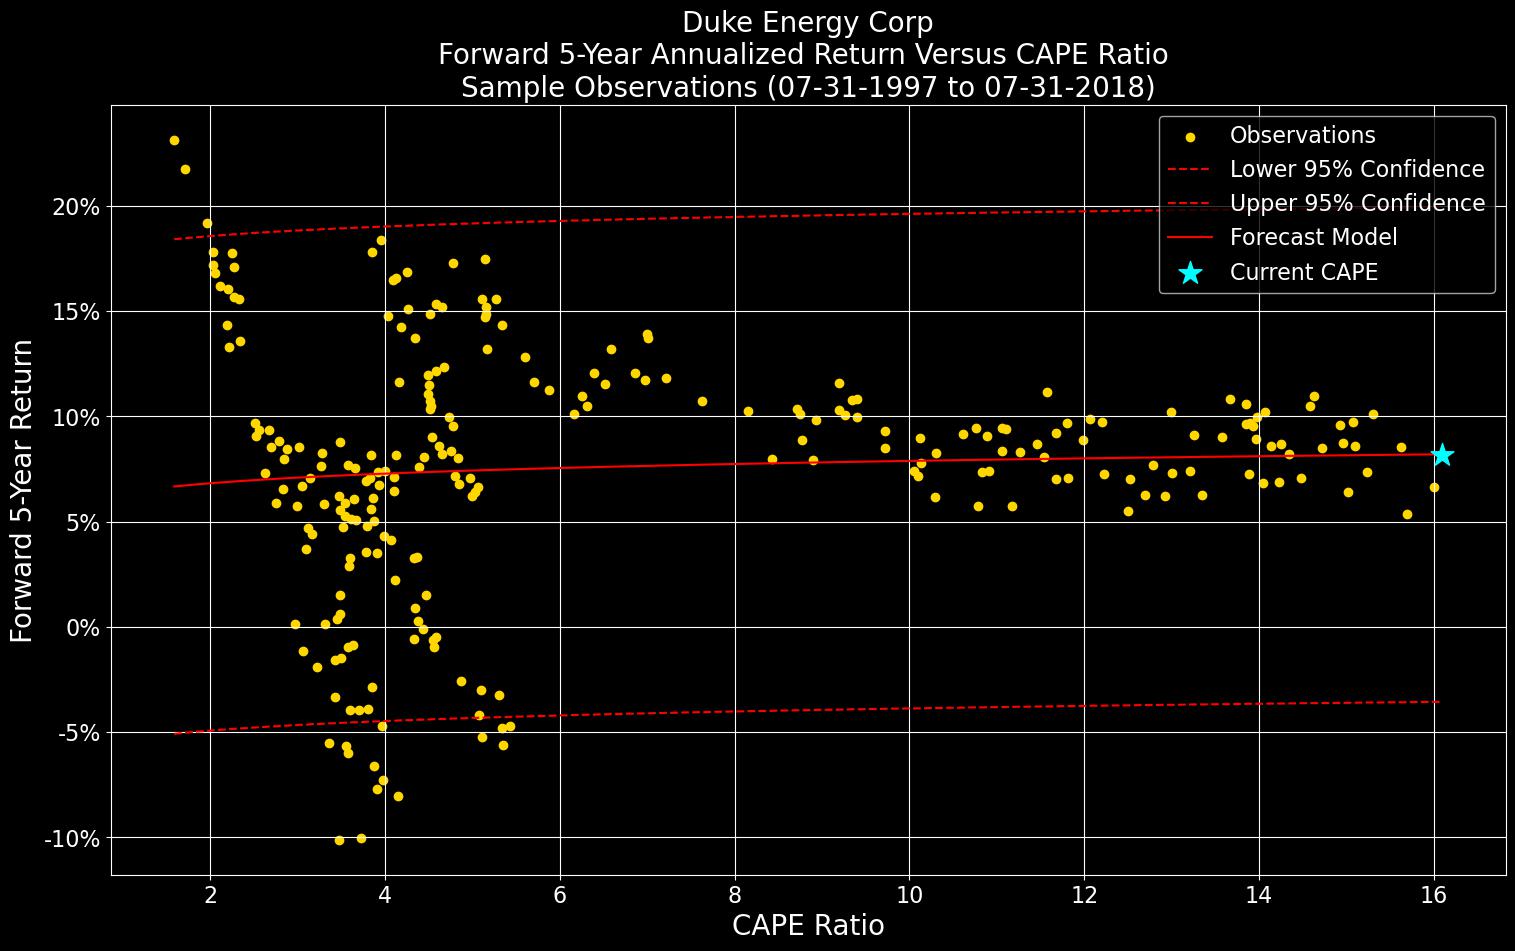 Duke Energy Corp
Forward 5-Year Annualized Return Versus CAPE Ratio
Sample Observations (07-31-1997 to 07-31-2018)
Observations
Lower 95% Confidence
Upper 95% Confidence
Forecast Model
Current CAPE
Forward 5-Year Return
20%
15%
10%
5%
0%
-5%
-10%
2 4 6 8 10 12 14 16
CAPE Ratio